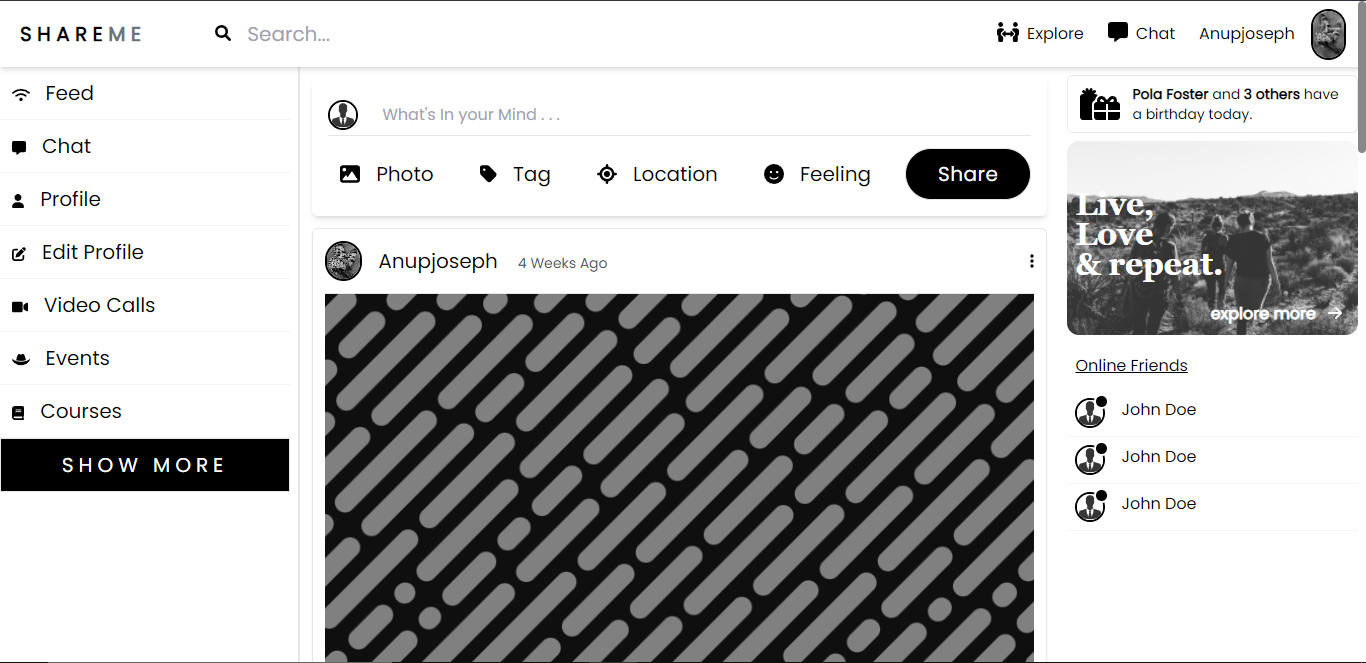 SHAREME
Search...
Explore
Chat
Anupjoseph
Feed
Chat
Profile
Edit Profile
Video Calls
Events
Courses
SHOW MORE
What's In your Mind . . .
Photo
Tag
Location
Feeling
Share
Anupjoseph
4 Weeks Ago
Pola Foster and 3 others have
a birthday today.
Live,
Love
& repeat.
explore more
Online Friends
John Doe
John Doe
John Doe